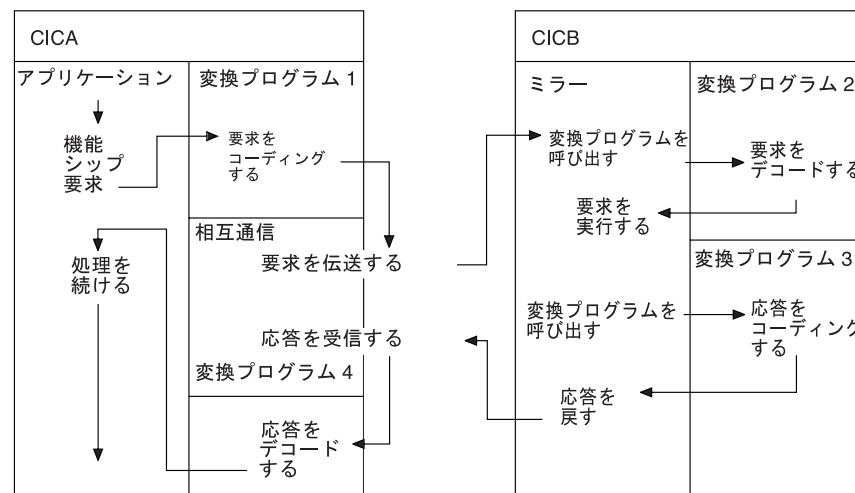 CICA
アプリケーション
機能
シップ
要求
処理を
続ける
変換プログラム 1
要求を
コーディング
する
相互通信
要求を伝送する
応答を受信する
変換プログラム 4
応答を
デコード
する
CICB
ミラー
変換プログラムを
呼び出す
要求を
実行する
変換プログラムを
呼び出す
応答を
戻す
変換プログラム 2
要求を
デコードする
変換プログラム 3
応答を
コーディング
する